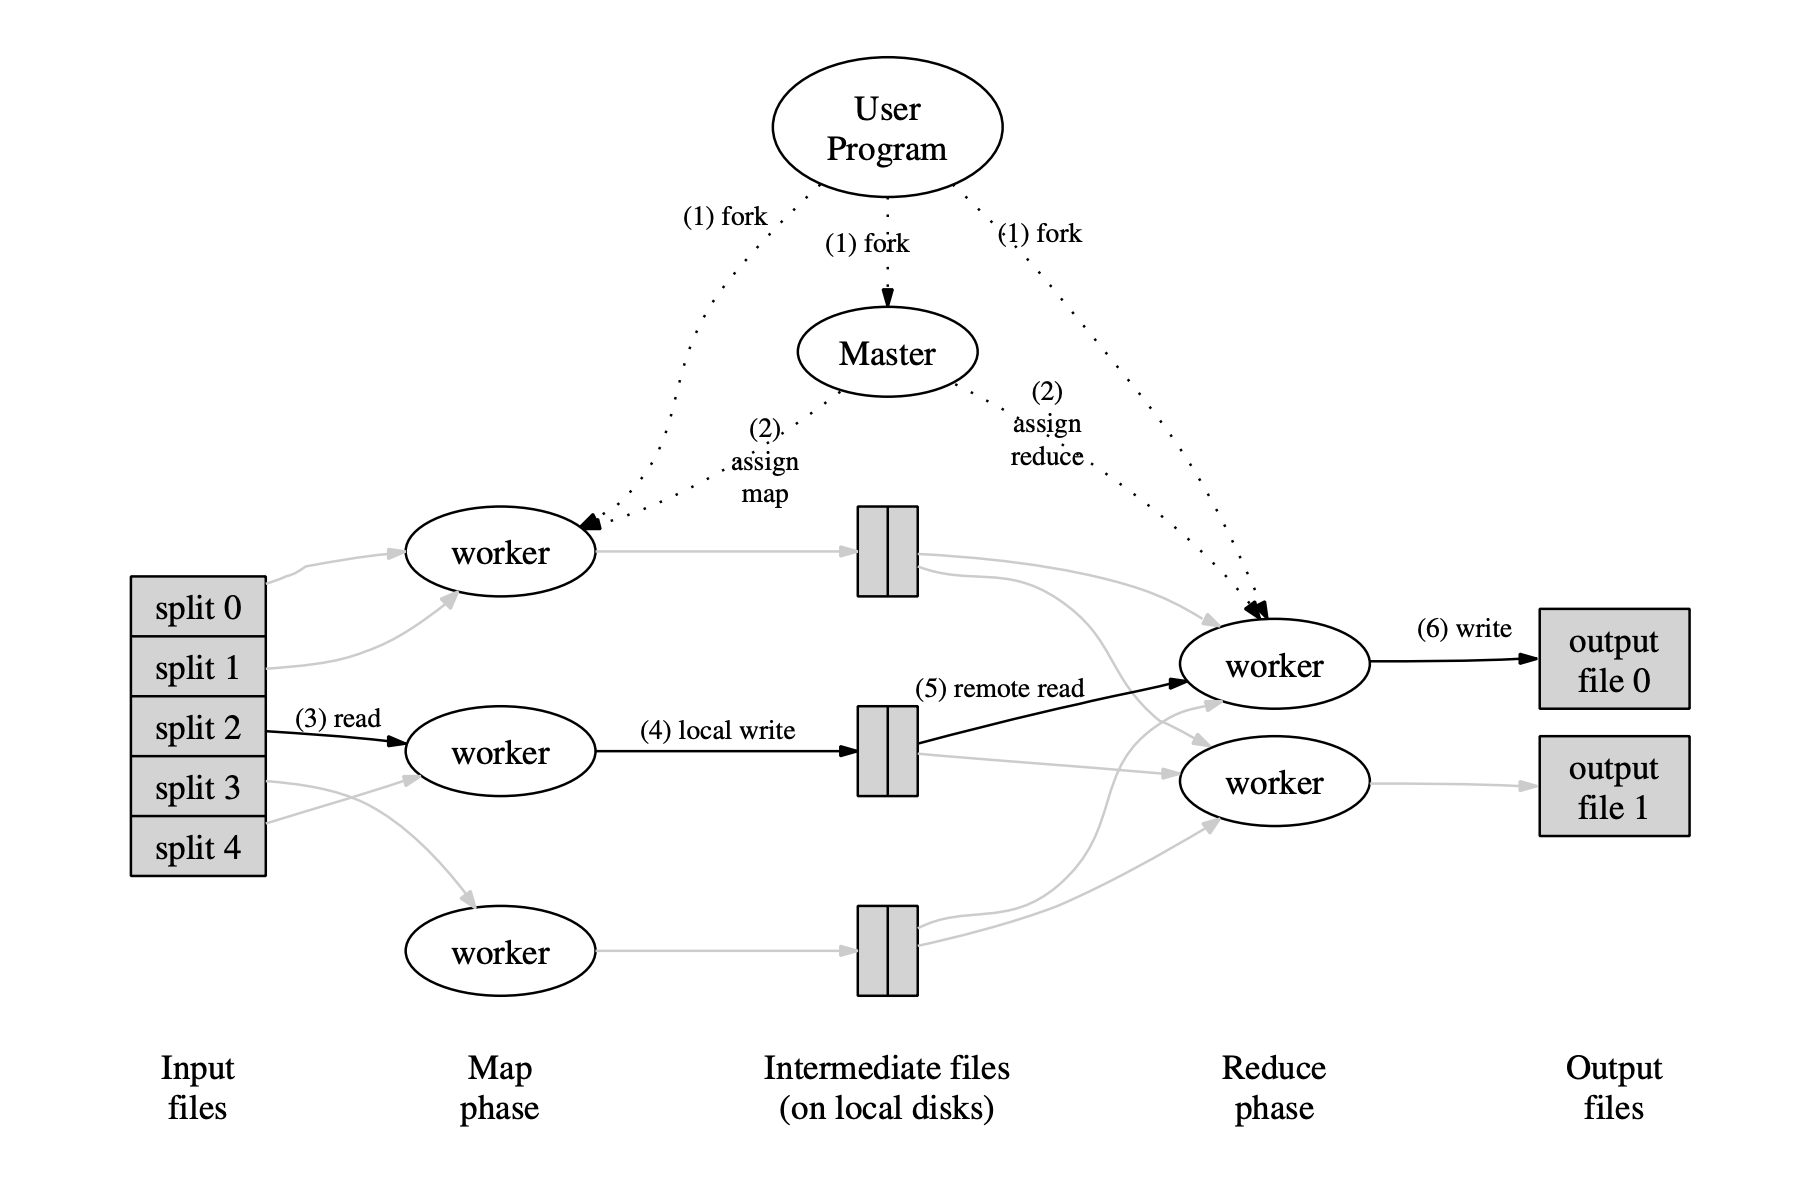 User
Program
(1) fork
(1) fork
(1) fork
Master
(2)
assign
map
(2)
assign
reduce
worker
split 0
split 1
split 2
split 3
split 4
(3) read
worker
(4) local write
(5) remote read
worker
worker
worker
(6) write
output
file 0
output
file 1
Input
files
Map
phase
Intermediate files
(on local disks)
Reduce
phase
Output
files